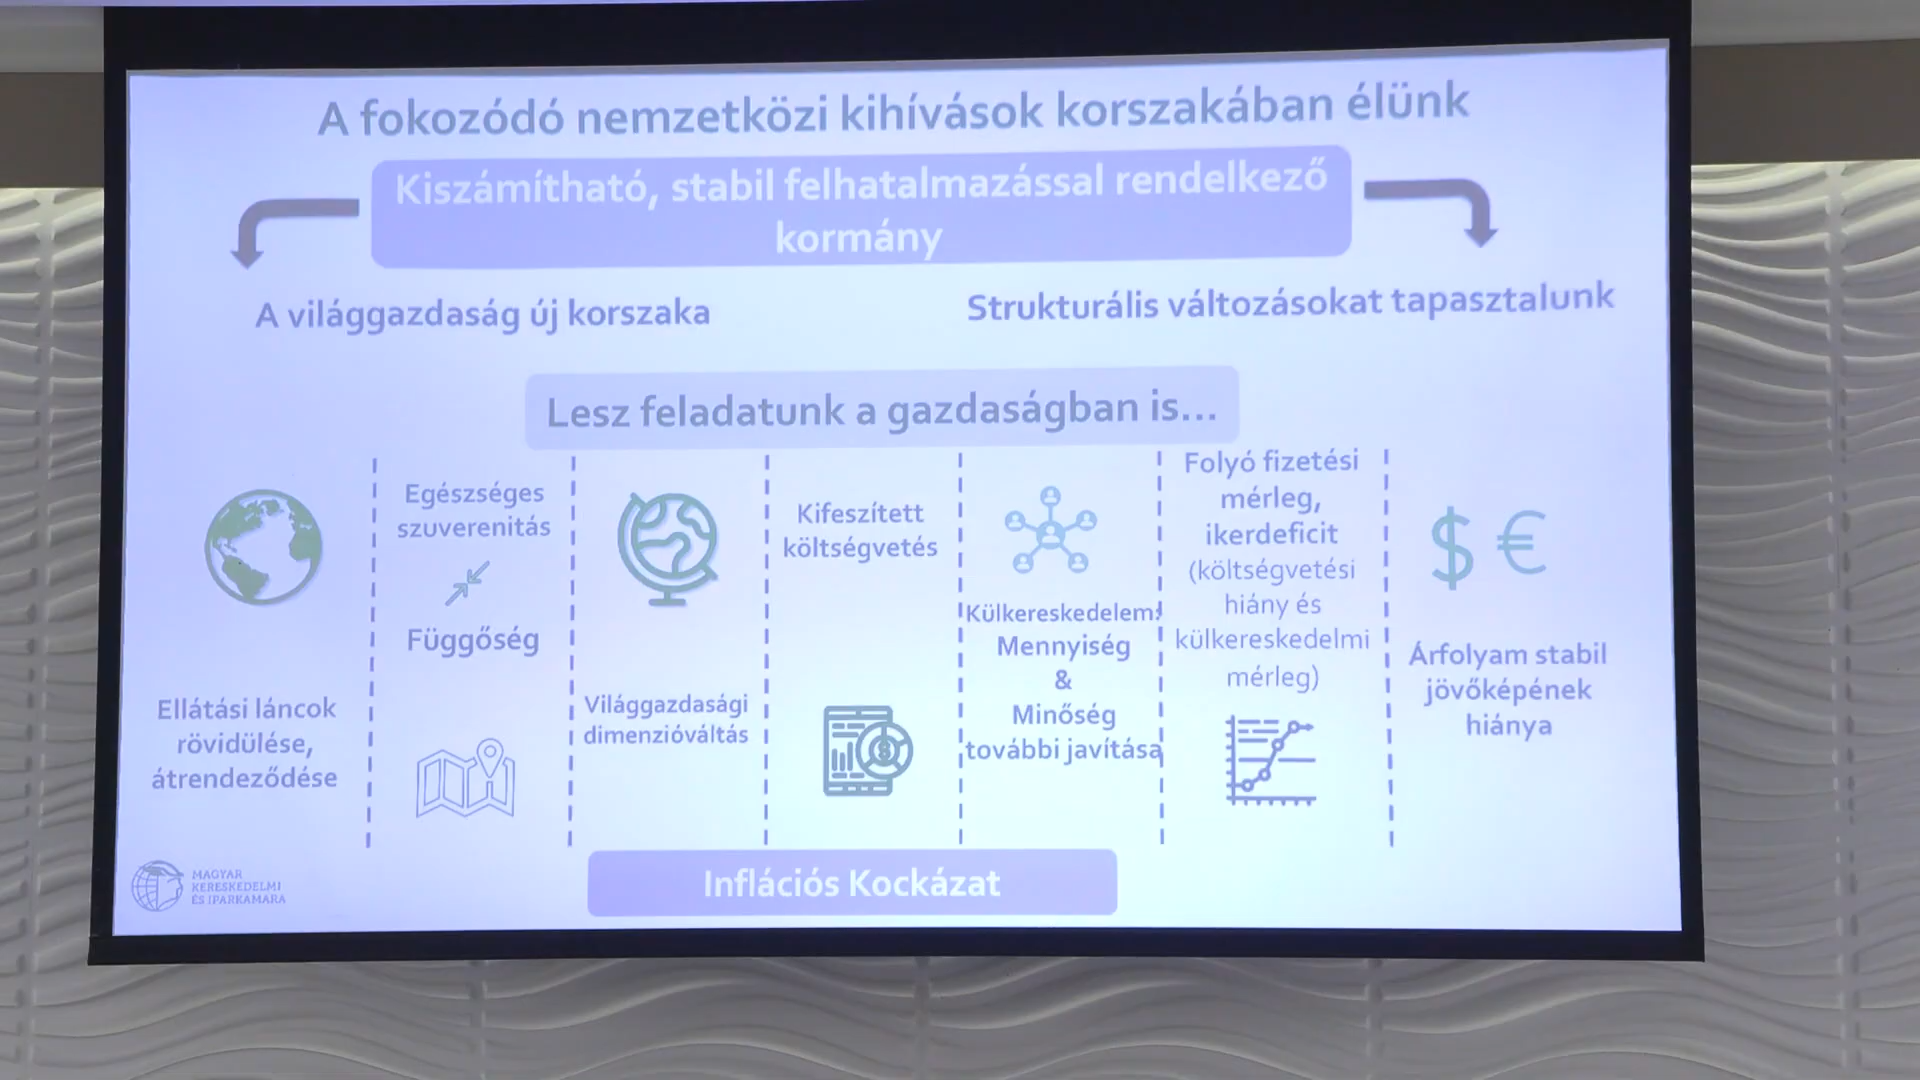 A fokozódó nemzetközi kihívások korszakában élünk
Kiszámítható, stabil felhatalmazással rendelkező
kormány
A világgazdaság új korszaka
Strukturális változásokat tapasztalunk
Lesz feladatunk a gazdaságban is...
Ellátási láncok
rövidülése,
átrendeződése
Egészséges
szuverenitás
Függőség
Világgazdasági
dimenzióváltás
Kifeszített
költségvetés
Külkereskedelem:
Mennyiség
&
Minőség
további javítása
Folyó fizetési
mérleg,
ikerdeficit
(költségvetési
hiány és
külkereskedelmi
mérleg)
$ €
Árfolyam stabil
jövőképének
hiánya
Inflációs Kockázat
MAGYAR
KERESKEDELMI
ÉS IPARKAMARA